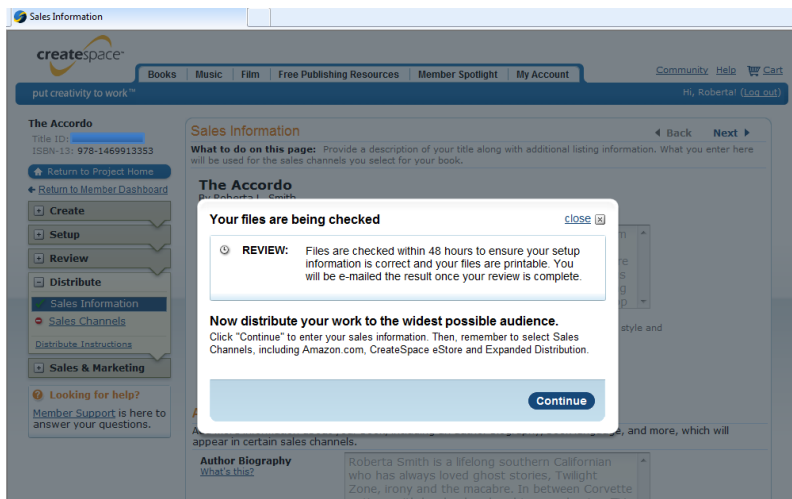 Sales Information
createspace™
Books Music Film Free Publishing Resources Member Spotlight My Account
Community Help Cart
put creativity to work™
Hi, Roberta! (Log out)
The Accordo
Title ID:
ISBN-13: 978-1469913353
Return to Project Home
Return to Member Dashboard
Create
Setup
Review
Distribute
Sales Information
Sales Channels
Distribute Instructions
Sales & Marketing
Looking for help?
Member Support is here to
answer your questions.
Sales Information
Back Next
What to do on this page: Provide a description of your title along with additional listing information. What you enter here
will be used for the sales channels you select for your book.
The Accordo
By Roberta L. Smith
Your files are being checked
close
REVIEW: Files are checked within 48 hours to ensure your setup
information is correct and your files are printable. You
will be e-mailed the result once your review is complete.
Now distribute your work to the widest possible audience.
Click "Continue" to enter your sales information. Then, remember to select Sales
Channels, including Amazon.com, CreateSpace eStore and Expanded Distribution.
Continue
style and
, and more, which will
appear in certain sales channels.
Author Biography
What's this?
Roberta Smith is a lifelong southern Californian
who has always loved ghost stories, Twilight
Zone, irony and the macabre. In between Corvette